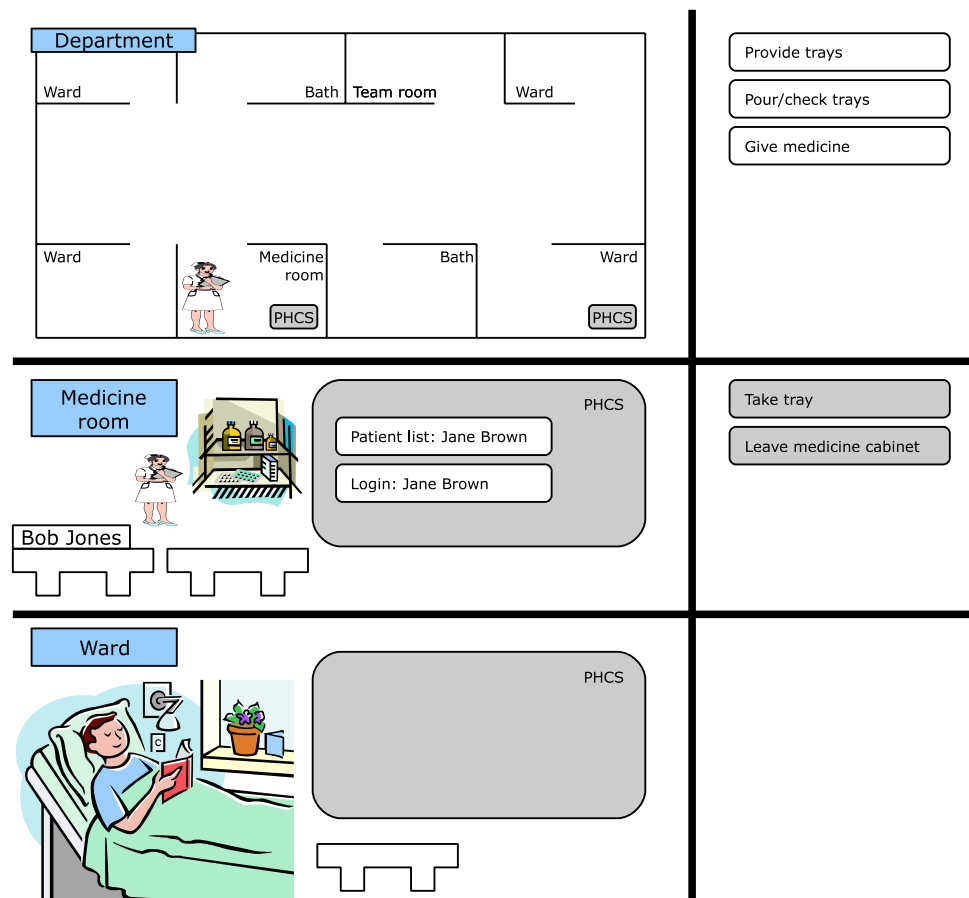 Department
Ward
Bath
Team room
Ward
Ward
Medicine
room
Bath
Ward
PHCS
PHCS
Provide trays
Pour/check trays
Give medicine
Medicine
room
PHCS
Patient list: Jane Brown
Login: Jane Brown
Bob Jones
Take tray
Leave medicine cabinet
Ward
PHCS
C